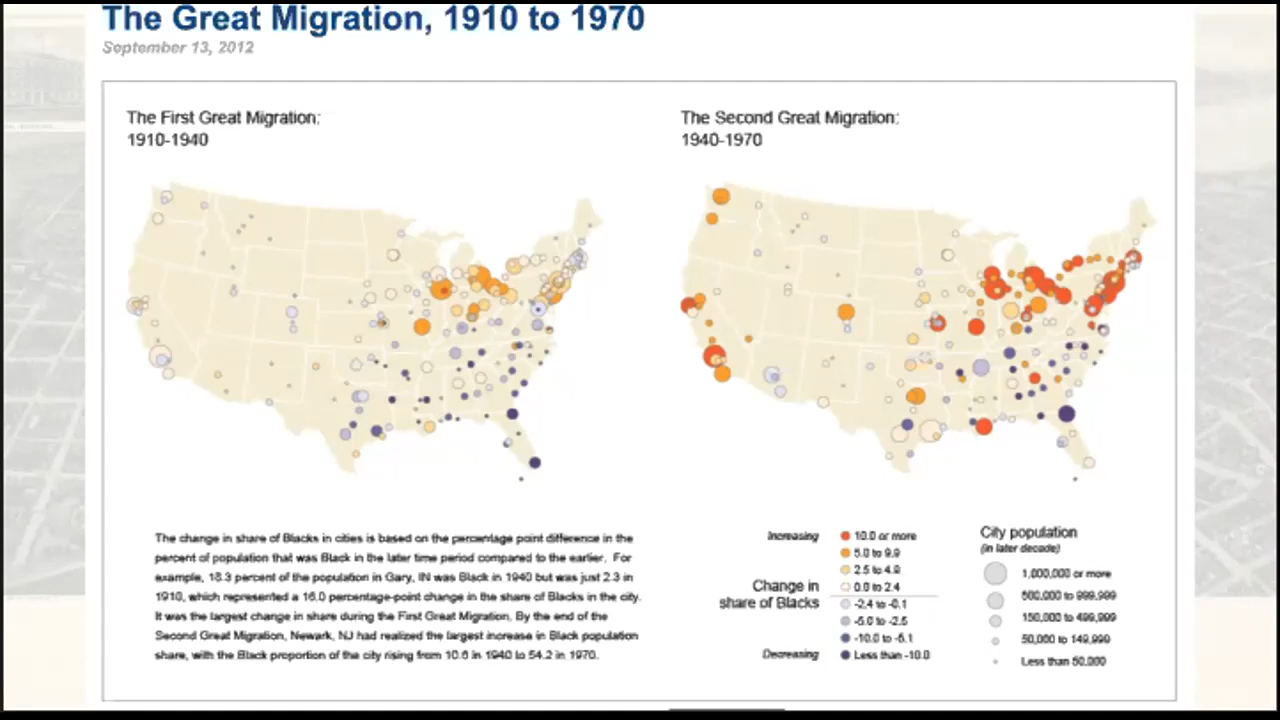 The Great Migration, 1910 to 1970
September 13, 2012
The First Great Migration:
1910-1940
The Second Great Migration:
1940-1970
The change in share of Blacks in cities is based on the percentage point difference in the
percent of population that was Black in the later time period compared to the earlier. For
example, 18.3 percent of the population in Gary, IN was Black in 1940 but was just 2.3 in
1910, which represented a 16.0 percentage-point change in the share of Blacks in the city.
It was the largest change in share during the First Great Migration. By the end of the
Second Great Migration, Newark, NJ had realized the largest increase in Black population
share, with the Black proportion of the city rising from 10.6 in 1940 to 54.2 in 1970.
Increasing
Change in
share of Blacks
Decreasing
10.0 or more
5.0 to 9.9
2.5 to 4.9
0.0 to 2.4
-2.4 to -0.1
-5.0 to -2.5
-10.0 to -5.1
Less than -10.0
City population
(in later decade)
1,000,000 or more
500,000 to 999,999
150,000 to 499,999
50,000 to 149,999
Less than 50,000